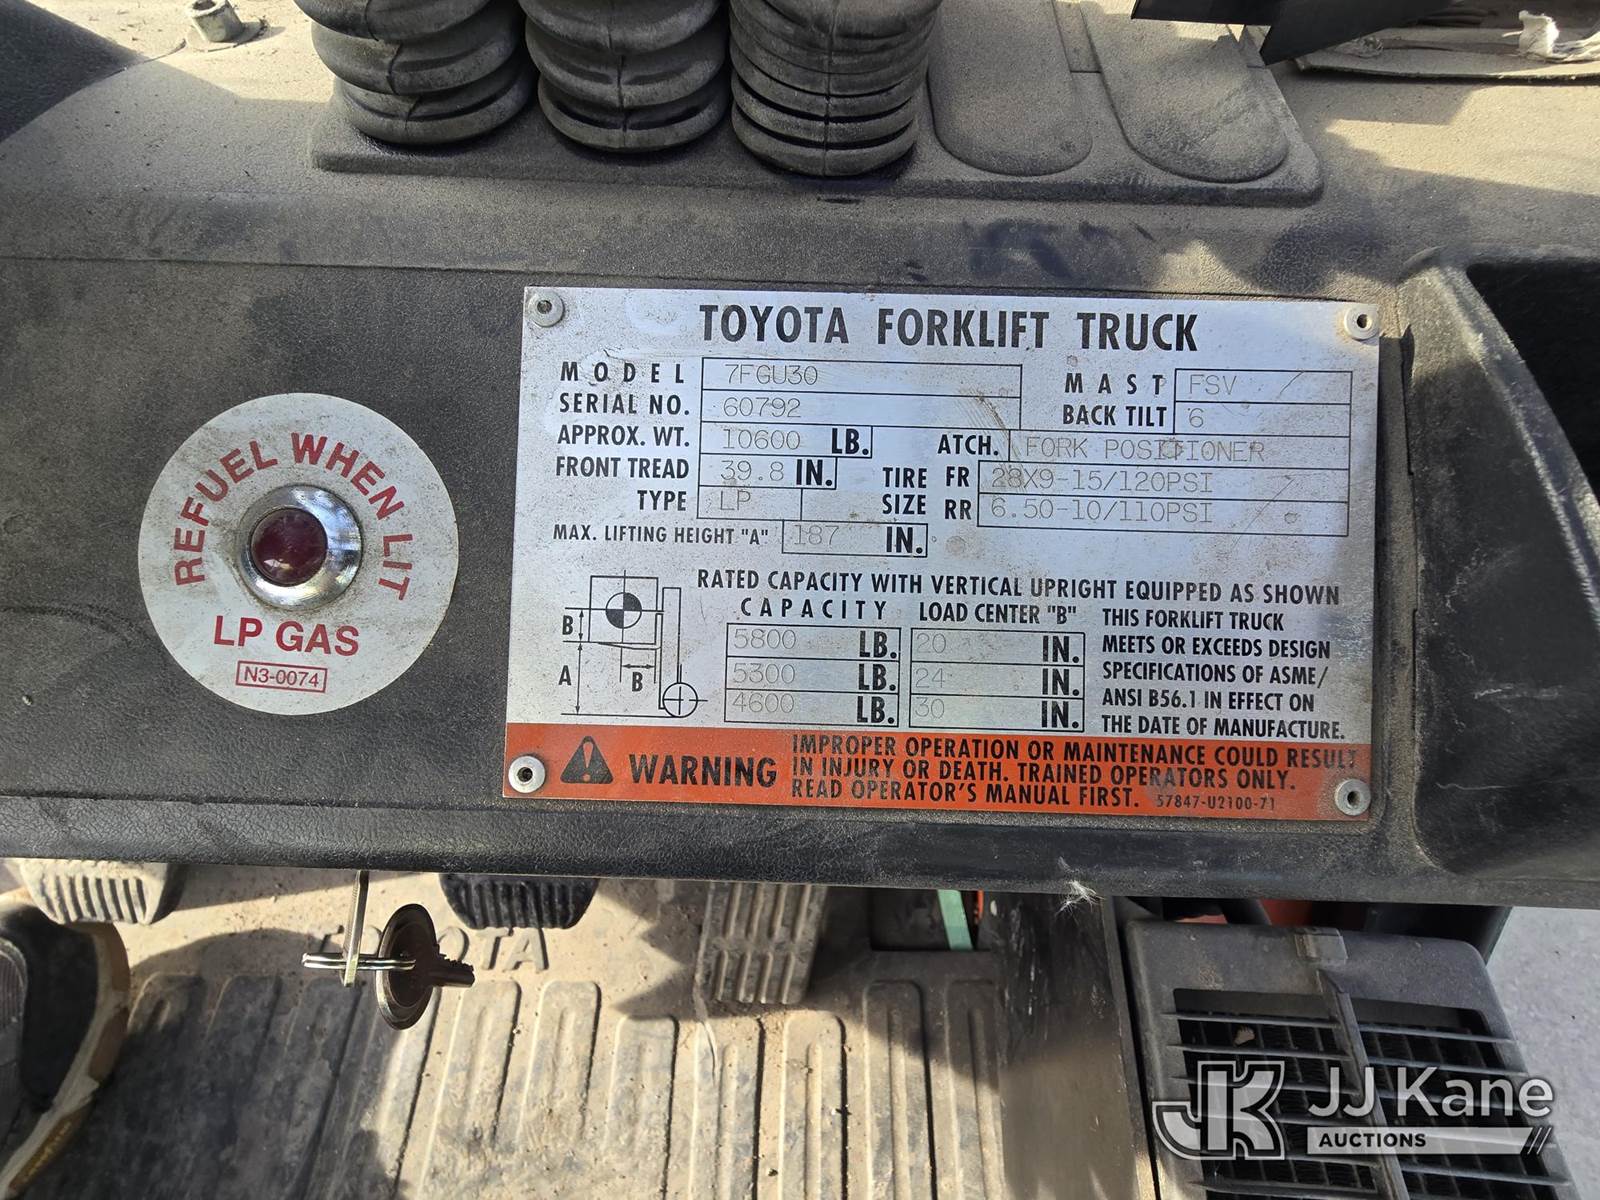 TOYOTA FORKLIFT TRUCK
MODEL 7FGU30 MAST FSV
SERIAL NO. 60792 BACK TILT 6
APPROX. WT. 10600 LB. ATCH. FORK POSITIONER
FRONT TREAD 39.8 IN. TIRE SIZE FR 28X9-15/120PSI
TYPE LP RR 6.50-10/110PSI
MAX. LIFTING HEIGHT "A" 187 IN.
RATED CAPACITY WITH VERTICAL UPRIGHT EQUIPPED AS SHOWN
CAPACITY LOAD CENTER "B"
5800 LB. 20 IN.
5300 LB. 24 IN.
4600 LB. 30 IN.
B
A
B
THIS FORKLIFT TRUCK
MEETS OR EXCEEDS DESIGN
SPECIFICATIONS OF ASME/
ANSI B56.1 IN EFFECT ON
THE DATE OF MANUFACTURE.
WARNING
IMPROPER OPERATION OR MAINTENANCE COULD RESULT
IN INJURY OR DEATH. TRAINED OPERATORS ONLY.
READ OPERATOR'S MANUAL FIRST. 57847-U2100-71
REFUEL WHEN LIT
LP GAS
N3-0074
TOYOTA
JK JJ Kane
AUCTIONS